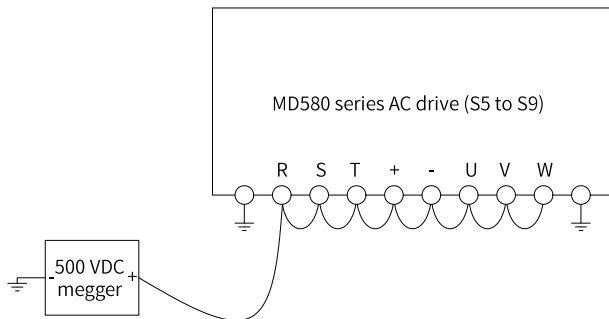 MD580 series AC drive (S5 to S9)
R S T + - U V W
- 500 VDC +
megger